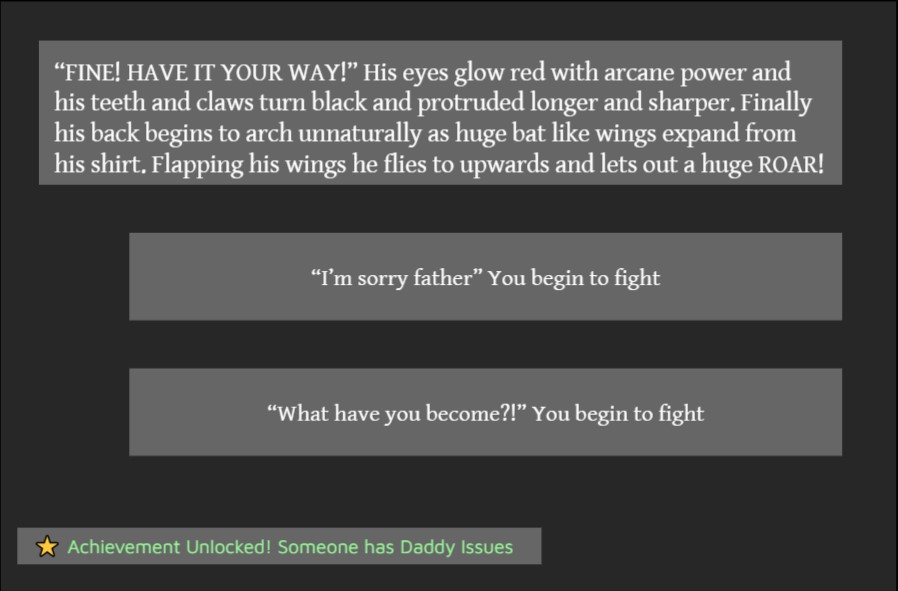 “FINE! HAVE IT YOUR WAY!” His eyes glow red with arcane power and
his teeth and claws turn black and protruded longer and sharper. Finally
his back begins to arch unnaturally as huge bat like wings expand from
his shirt. Flapping his wings he flies to upwards and lets out a huge ROAR!
“I’m sorry father” You begin to fight
“What have you become?!” You begin to fight
Achievement Unlocked! Someone has Daddy Issues